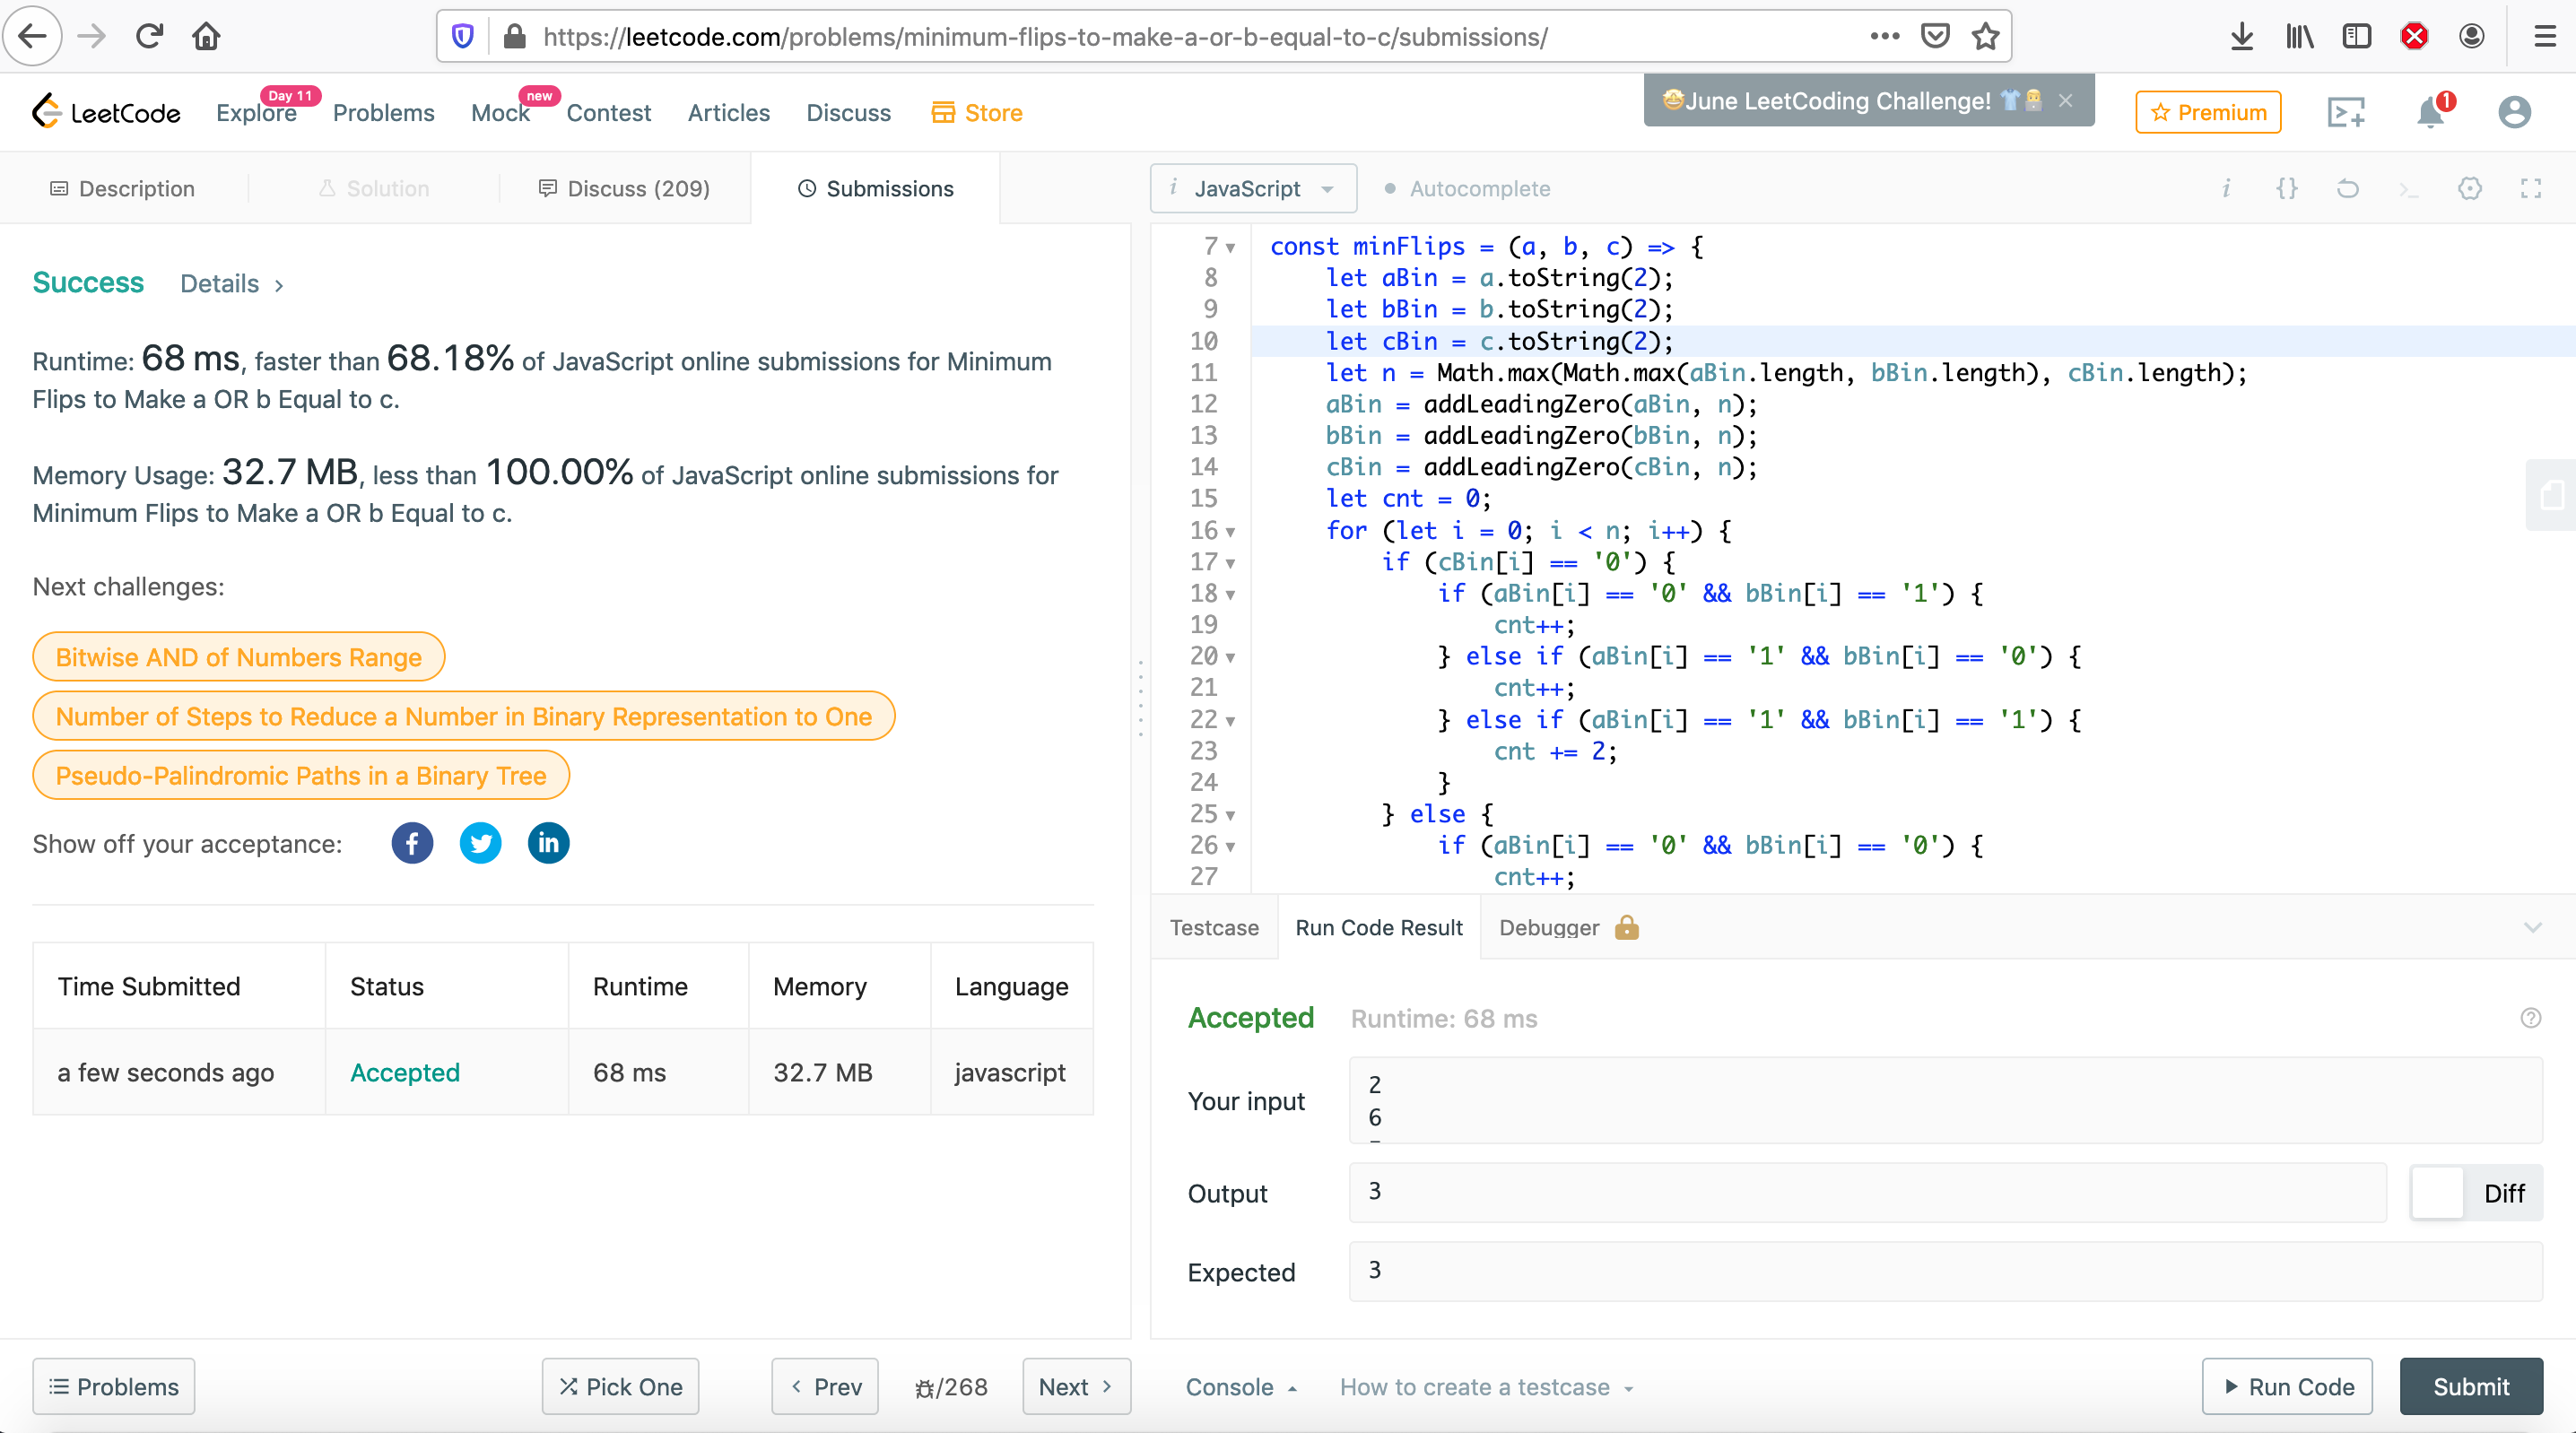 https://leetcode.com/problems/minimum-flips-to-make-a-or-b-equal-to-c/submissions/
LeetCode
Explore
Day 11
Problems
Mock
new
Contest
Articles
Discuss
Store
🤩June LeetCoding Challenge! 👕👨‍💻 ×
Premium
1
Description
Solution
Discuss (209)
Submissions
i JavaScript
Autocomplete
Success Details >
Runtime: 68 ms, faster than 68.18% of JavaScript online submissions for Minimum
Flips to Make a OR b Equal to c.
Memory Usage: 32.7 MB, less than 100.00% of JavaScript online submissions for
Minimum Flips to Make a OR b Equal to c.
Next challenges:
Bitwise AND of Numbers Range
Number of Steps to Reduce a Number in Binary Representation to One
Pseudo-Palindromic Paths in a Binary Tree
Show off your acceptance:
Time Submitted Status Runtime Memory Language
a few seconds ago Accepted 68 ms 32.7 MB javascript
7 const minFlips = (a, b, c) => {
8 let aBin = a.toString(2);
9 let bBin = b.toString(2);
10 let cBin = c.toString(2);
11 let n = Math.max(Math.max(aBin.length, bBin.length), cBin.length);
12 aBin = addLeadingZero(aBin, n);
13 bBin = addLeadingZero(bBin, n);
14 cBin = addLeadingZero(cBin, n);
15 let cnt = 0;
16 for (let i = 0; i < n; i++) {
17 if (cBin[i] == '0') {
18 if (aBin[i] == '0' && bBin[i] == '1') {
19 cnt++;
20 } else if (aBin[i] == '1' && bBin[i] == '0') {
21 cnt++;
22 } else if (aBin[i] == '1' && bBin[i] == '1') {
23 cnt += 2;
24 }
25 } else {
26 if (aBin[i] == '0' && bBin[i] == '0') {
27 cnt++;
Testcase
Run Code Result
Debugger
Accepted Runtime: 68 ms
Your input
2
6
Output
3
Diff
Expected
3
Problems
Pick One
Prev
/268
Next
Console
How to create a testcase
Run Code
Submit